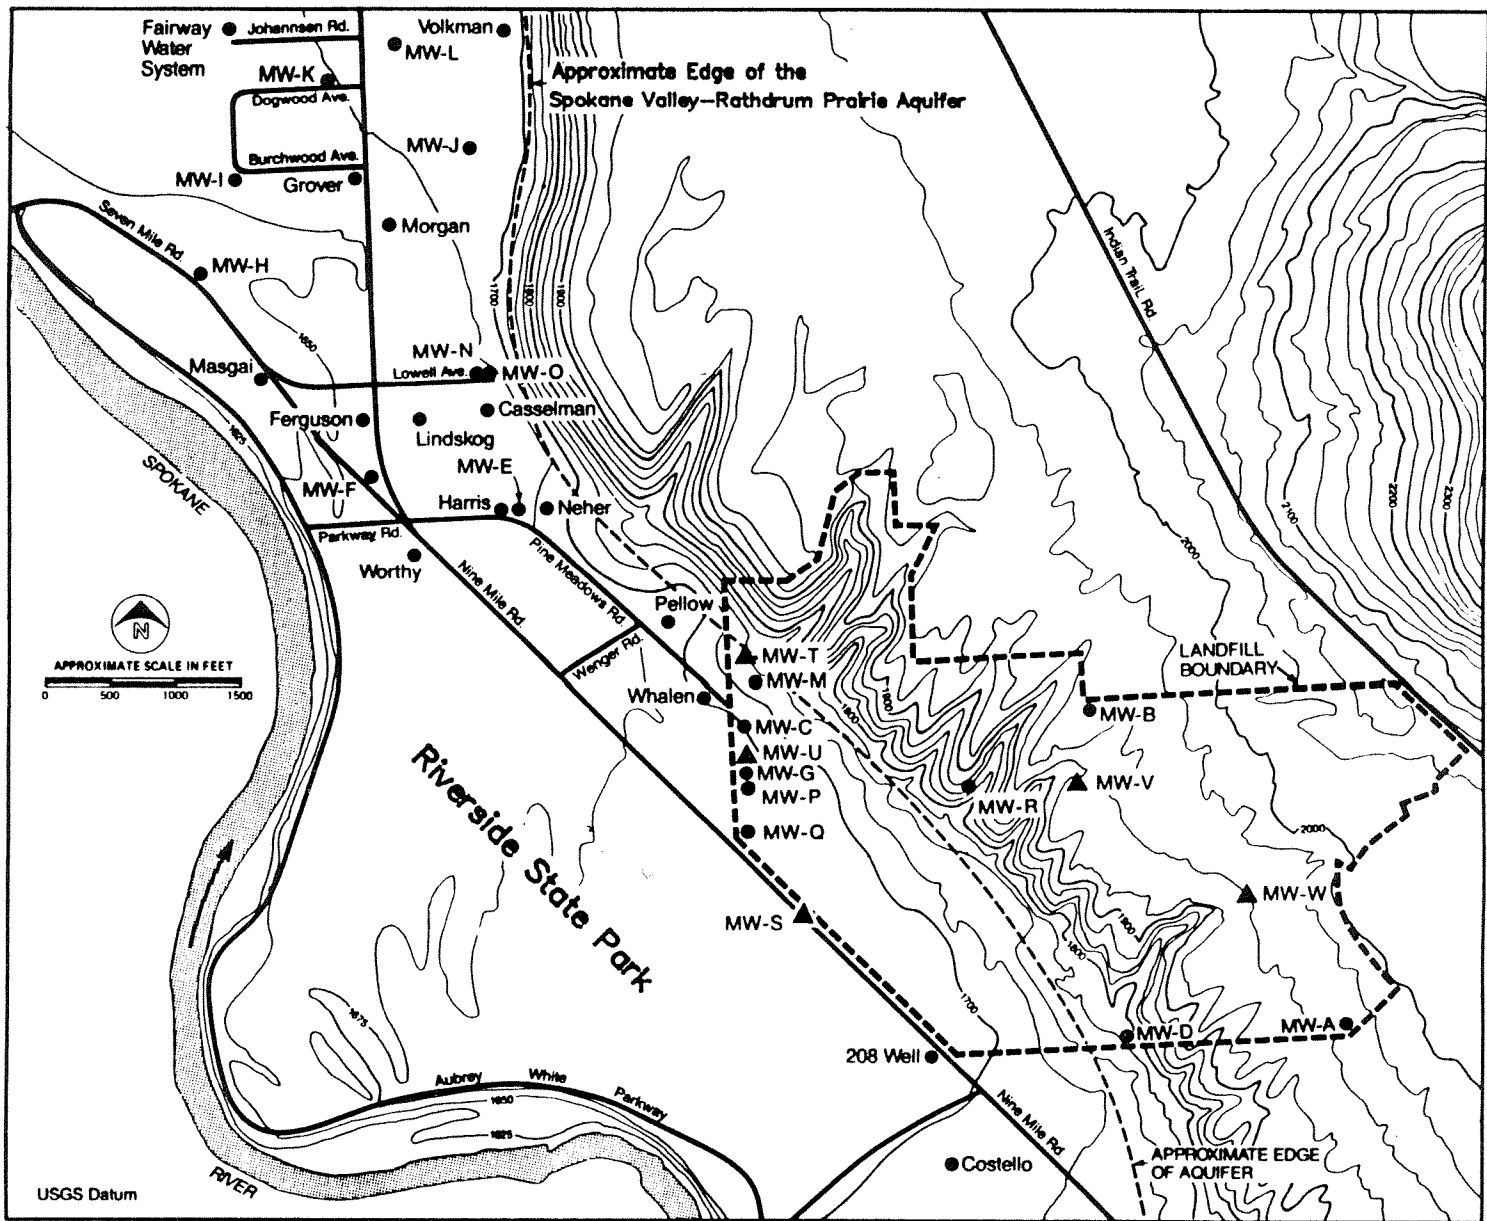 Fairway
Water
System
Johannsen Rd.
Volkman
MW-L
MW-K
Dogwood Ave.
Approximate Edge of the
Spokane Valley-Rathdrum Prairie Aquifer
MW-J
Burchwood Ave.
MW-I
Grover
Morgan
Seven Mile Rd.
MW-H
Indian Trail Rd.
1700
1800
1900
1650
Masgai
MW-N
Lowell Ave.
MW-O
Ferguson
Casselman
Lindskog
1625
SPOKANE
MW-E
MW-F
Harris
Neher
Parkway Rd.
Worthy
Nine Mile Rd.
Pine Meadows Rd.
2000
2100
2200
2300
N
APPROXIMATE SCALE IN FEET
0 500 1000 1500
Pellow
Wenger Rd.
MW-T
MW-M
Whalen
LANDFILL
BOUNDARY
MW-B
1800
1900
MW-C
MW-U
MW-G
MW-P
MW-Q
MW-R
MW-V
2000
Riverside State Park
MW-S
MW-W
1900
1800
1700
1675
MW-D
MW-A
208 Well
Aubrey White Parkway
1650
1625
Nine Mile Rd.
Costello
APPROXIMATE EDGE
OF AQUIFER
RIVER
USGS Datum